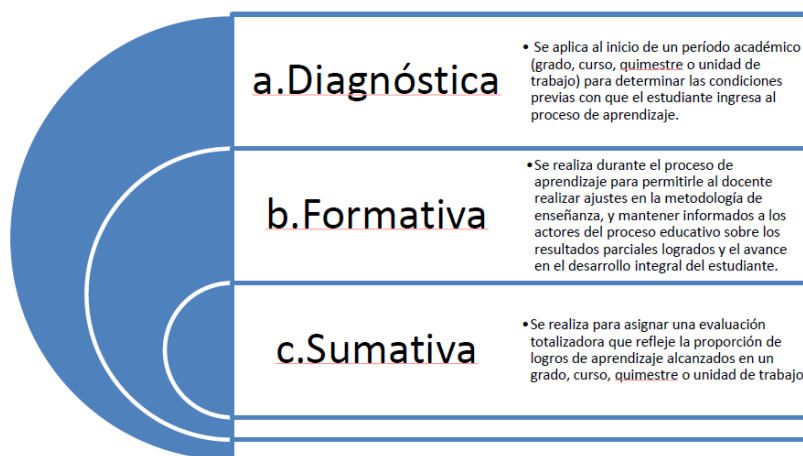 a.Diagnóstica
• Se aplica al inicio de un período académico
(grado, curso, quimestre o unidad de
trabajo) para determinar las condiciones
previas con que el estudiante ingresa al
proceso de aprendizaje.
b.Formativa
•Se realiza durante el proceso de
aprendizaje para permitirle al docente
realizar ajustes en la metodología de
enseñanza, y mantener informados a los
actores del proceso educativo sobre los
resultados parciales logrados y el avance
en el desarrollo integral del estudiante.
c.Sumativa
•Se realiza para asignar una evaluación
totalizadora que refleje la proporción de
logros de aprendizaje alcanzados en un
grado, curso, quimestre o unidad de trabajo